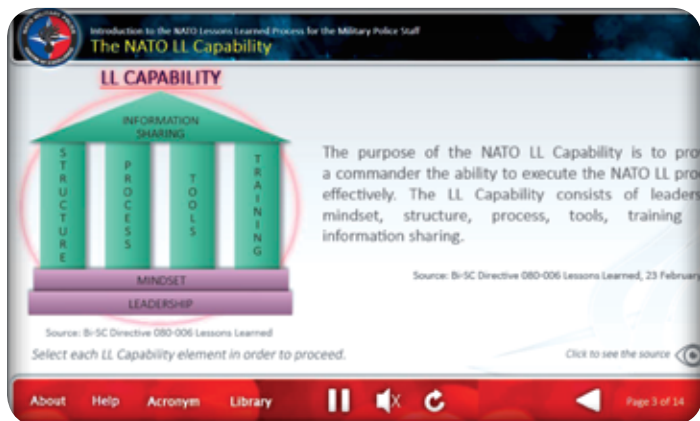 Introduction to the NATO Lessons Learned Process for the Military Police Staff
The NATO LL Capability
LL CAPABILITY
INFORMATION
SHARING
STRUCTURE
PROCESS
TOOLS
TRAINING
MINDSET
LEADERSHIP
Source: Bi-SC Directive 080-006 Lessons Learned
Select each LL Capability element in order to proceed.
The purpose of the NATO LL Capability is to pro
a commander the ability to execute the NATO LL pro
effectively. The LL Capability consists of leaders
mindset, structure, process, tools, training
information sharing.
Source: Bi-SC Directive 080-006 Lessons Learned, 23 February
Click to see the source
About Help Acronym Library
Page 3 of 14